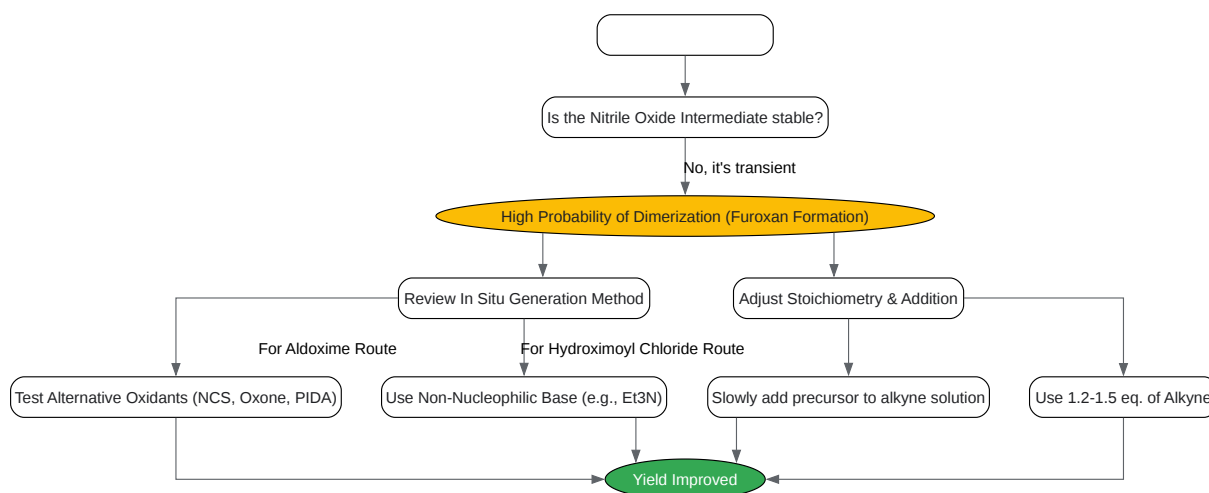 Is the Nitrile Oxide Intermediate stable?
No, it's transient
High Probability of Dimerization (Furoxan Formation)
Review In Situ Generation Method
Adjust Stoichiometry & Addition
For Aldoxime Route
For Hydroximoyl Chloride Route
Test Alternative Oxidants (NCS, Oxone, PIDA)
Use Non-Nucleophilic Base (e.g., Et3N)
Slowly add precursor to alkyne solution
Use 1.2-1.5 eq. of Alkyne
Yield Improved